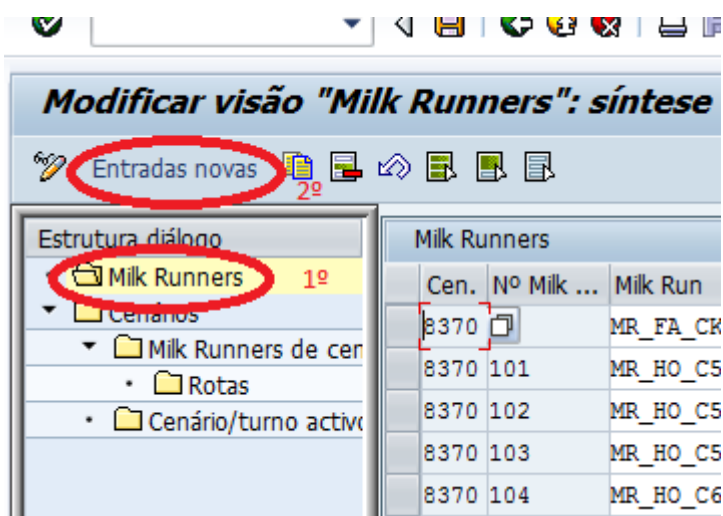 Modificar visão "Milk Runners": síntese
Entradas novas
2º
Estrutura diálogo
Milk Runners
1º
Cenários
Milk Runners de cen
Rotas
Cenário/turno activo
Milk Runners
Cen. Nº Milk ... Milk Run
8370 MR_FA_CK
8370 101 MR_HO_C5
8370 102 MR_HO_C5
8370 103 MR_HO_C5
8370 104 MR_HO_C6